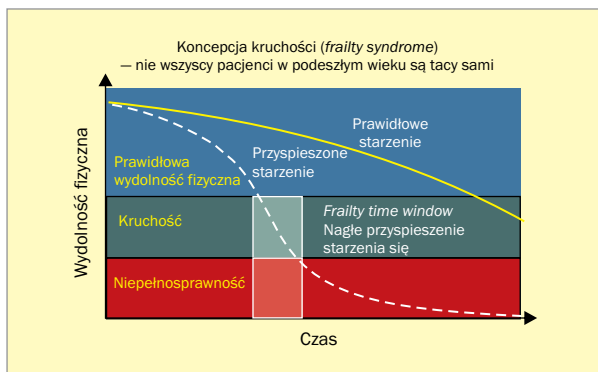 Koncepcja kruchości (frailty syndrome)
— nie wszyscy pacjenci w podeszłym wieku są tacy sami
Wydolność fizyczna
Prawidłowe
starzenie
Przyspieszone
starzenie
Prawidłowa
wydolność fizyczna
Kruchość
Frailty time window
Nagłe przyspieszenie
starzenia się
Niepełnosprawność
Czas